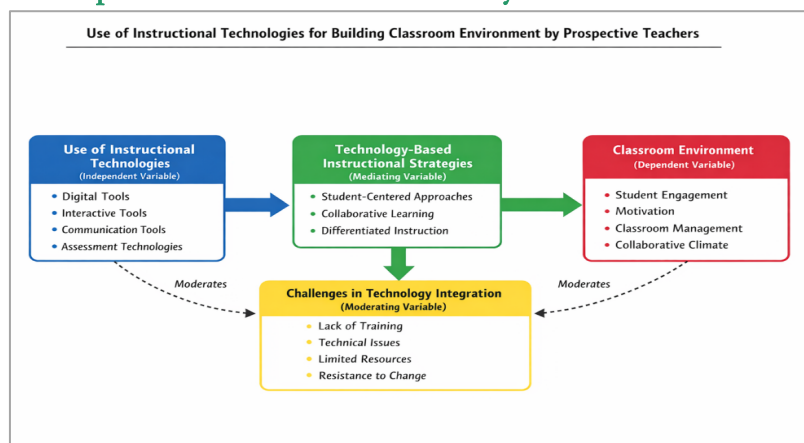 Use of Instructional Technologies for Building Classroom Environment by Prospective Teachers
Use of Instructional
Technologies
(Independent Variable)
• Digital Tools
• Interactive Tools
• Communication Tools
• Assessment Technologies
Technology-Based
Instructional Strategies
(Mediating Variable)
• Student-Centered Approaches
• Collaborative Learning
• Differentiated Instruction
Classroom Environment
(Dependent Variable)
• Student Engagement
• Motivation
• Classroom Management
• Collaborative Climate
Moderates
Moderates
Challenges in Technology Integration
(Moderating Variable)
• Lack of Training
• Technical Issues
• Limited Resources
• Resistance to Change